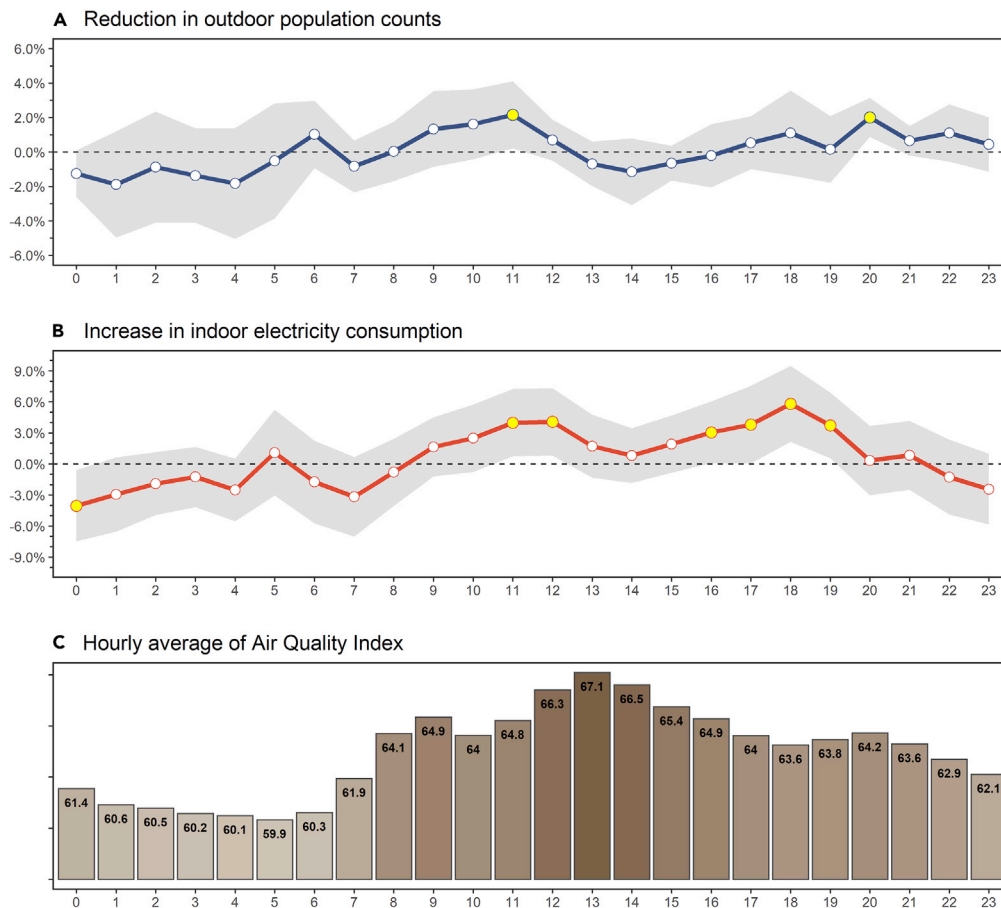 A Reduction in outdoor population counts
6.0%
4.0%
2.0%
0.0%
-2.0%
-4.0%
-6.0%
0 1 2 3 4 5 6 7 8 9 10 11 12 13 14 15 16 17 18 19 20 21 22 23
B Increase in indoor electricity consumption
9.0%
6.0%
3.0%
0.0%
-3.0%
-6.0%
-9.0%
0 1 2 3 4 5 6 7 8 9 10 11 12 13 14 15 16 17 18 19 20 21 22 23
C Hourly average of Air Quality Index
61.4 60.6 60.5 60.2 60.1 59.9 60.3 61.9 64.1 64.9 64 64.8 66.3 67.1 66.5 65.4 64.9 64 63.6 63.8 64.2 63.6 62.9 62.1
0 1 2 3 4 5 6 7 8 9 10 11 12 13 14 15 16 17 18 19 20 21 22 23